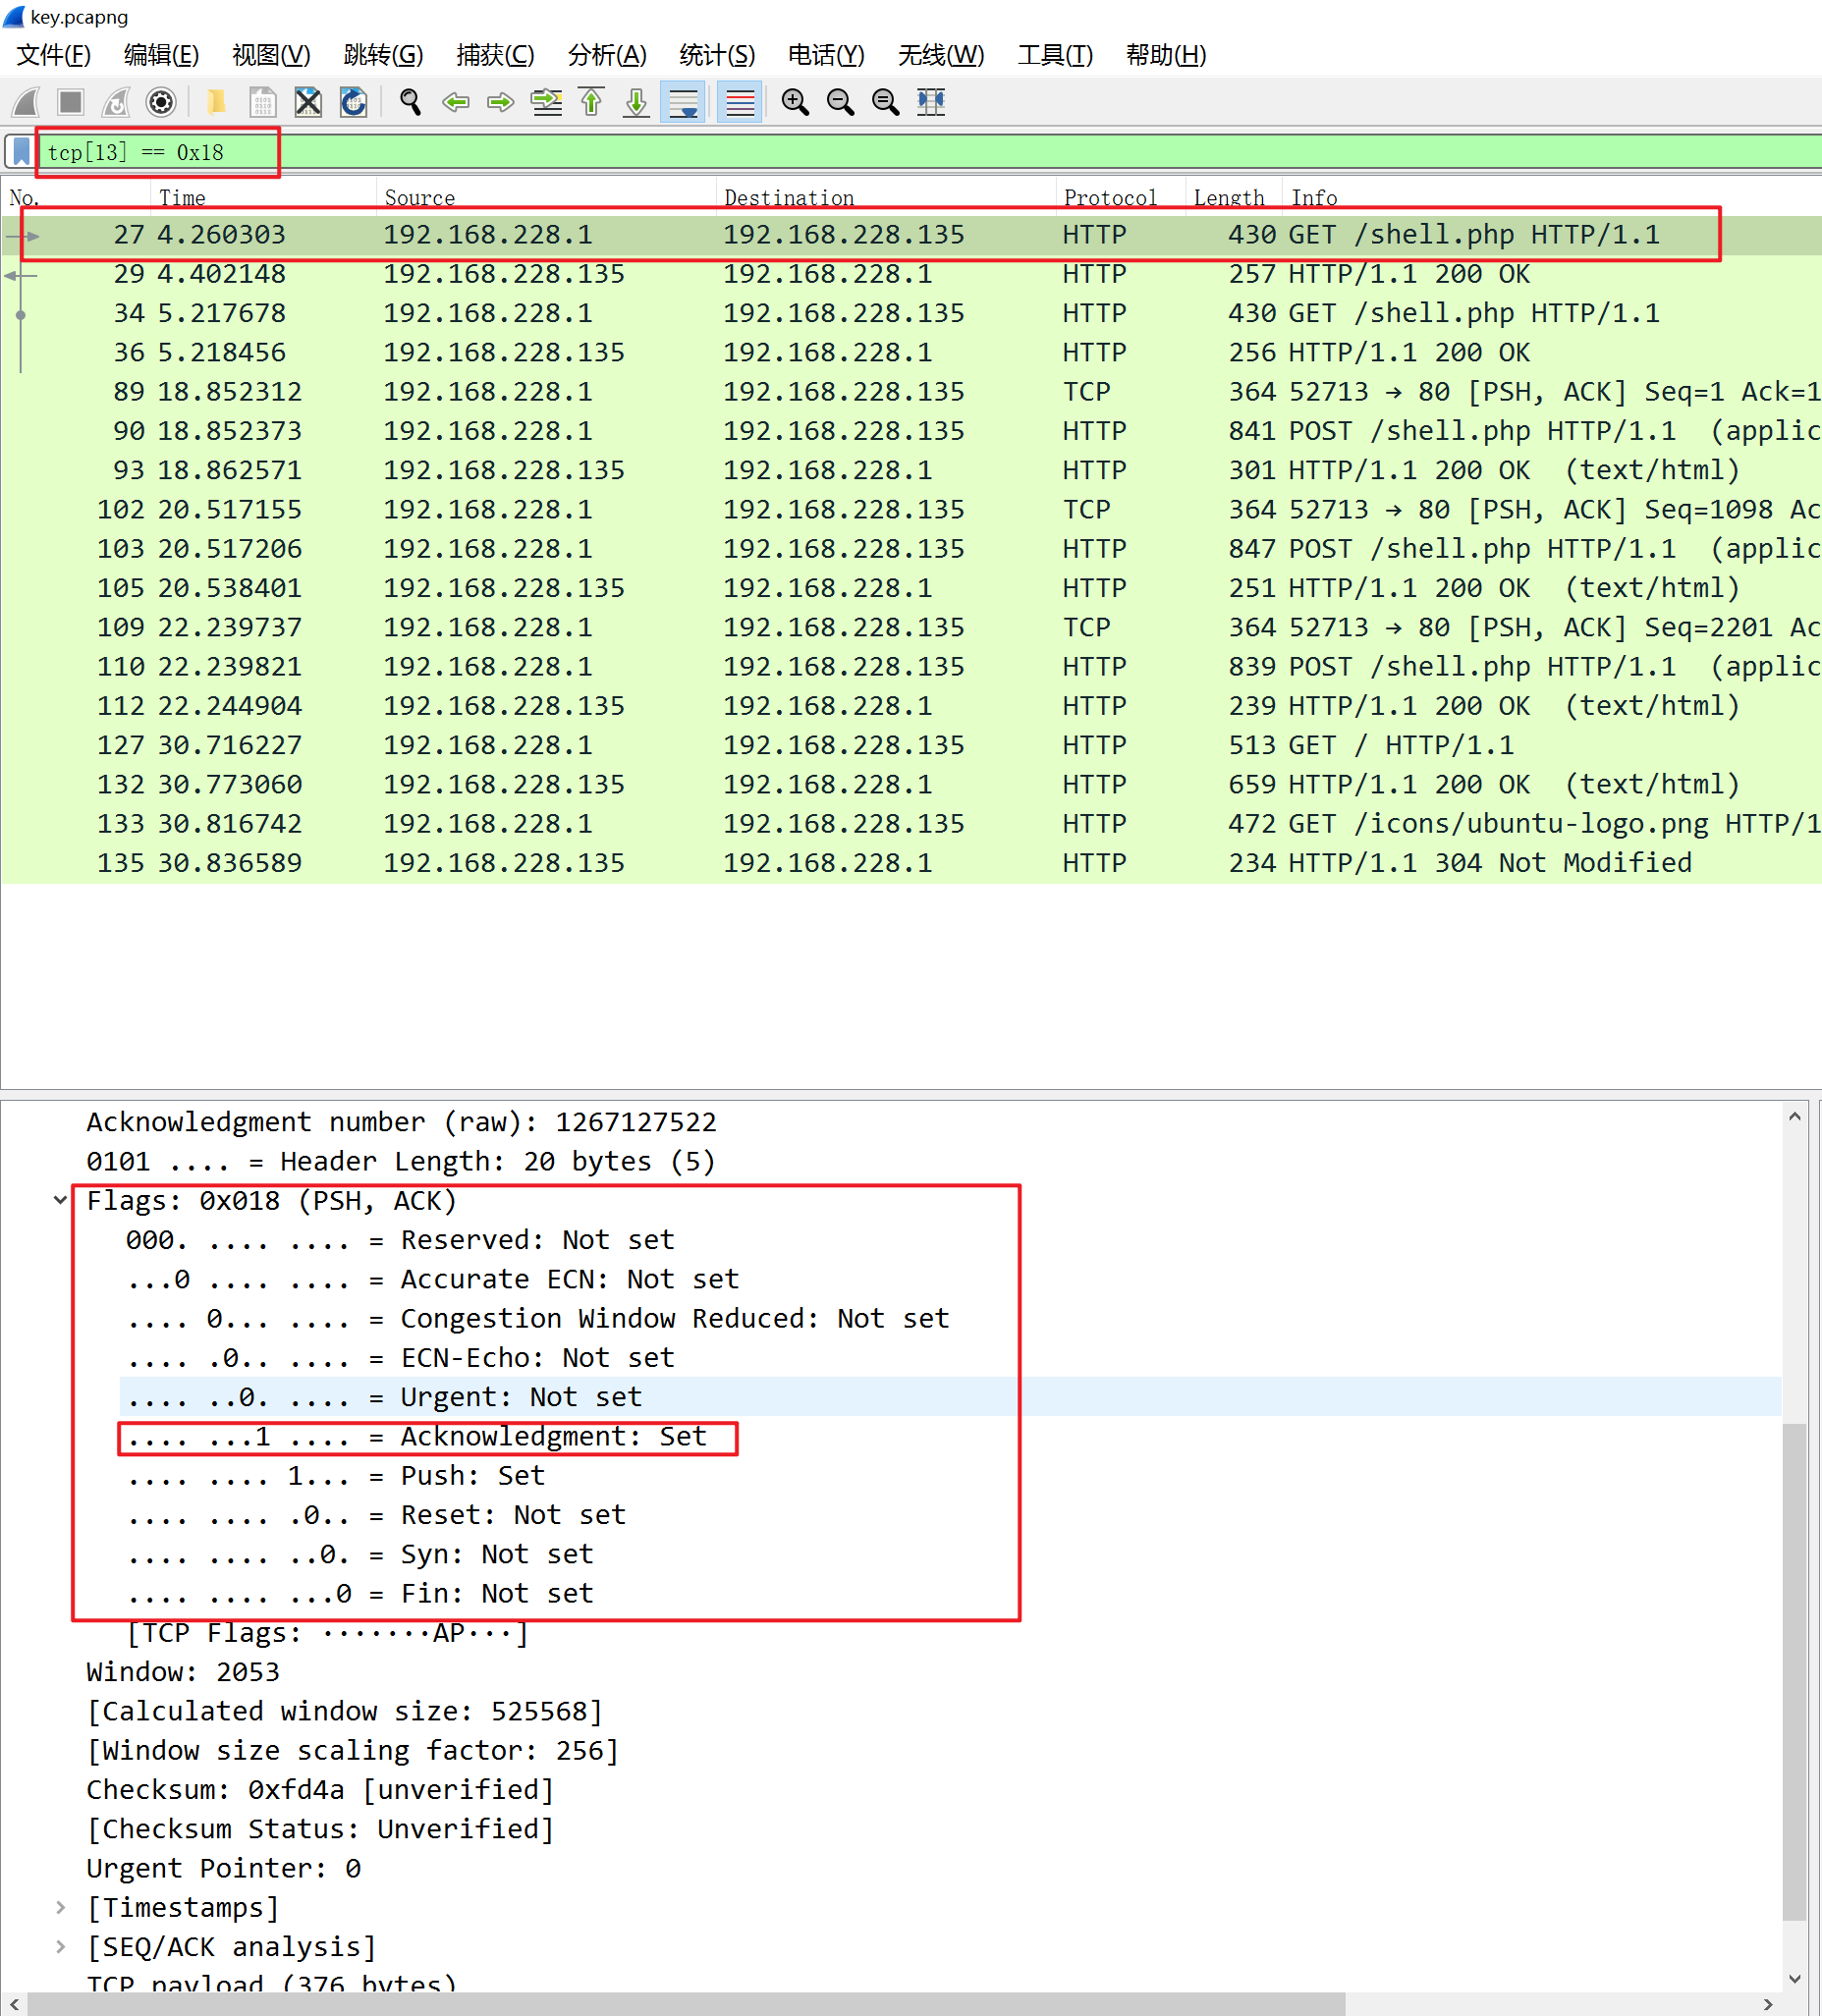 key.pcapng
文件(F) 编辑(E) 视图(V) 跳转(G) 捕获(C) 分析(A) 统计(S) 电话(Y) 无线(W) 工具(T) 帮助(H)
tcp[13] == 0x18
No. Time Source Destination Protocol Length Info
27 4.260303 192.168.228.1 192.168.228.135 HTTP 430 GET /shell.php HTTP/1.1
29 4.402148 192.168.228.135 192.168.228.1 HTTP 257 HTTP/1.1 200 OK
34 5.217678 192.168.228.1 192.168.228.135 HTTP 430 GET /shell.php HTTP/1.1
36 5.218456 192.168.228.135 192.168.228.1 HTTP 256 HTTP/1.1 200 OK
89 18.852312 192.168.228.1 192.168.228.135 TCP 364 52713 → 80 [PSH, ACK] Seq=1 Ack=1
90 18.852373 192.168.228.1 192.168.228.135 HTTP 841 POST /shell.php HTTP/1.1 (applic
93 18.862571 192.168.228.135 192.168.228.1 HTTP 301 HTTP/1.1 200 OK (text/html)
102 20.517155 192.168.228.1 192.168.228.135 TCP 364 52713 → 80 [PSH, ACK] Seq=1098 Ac
103 20.517206 192.168.228.1 192.168.228.135 HTTP 847 POST /shell.php HTTP/1.1 (applic
105 20.538401 192.168.228.135 192.168.228.1 HTTP 251 HTTP/1.1 200 OK (text/html)
109 22.239737 192.168.228.1 192.168.228.135 TCP 364 52713 → 80 [PSH, ACK] Seq=2201 Ac
110 22.239821 192.168.228.1 192.168.228.135 HTTP 839 POST /shell.php HTTP/1.1 (applic
112 22.244904 192.168.228.135 192.168.228.1 HTTP 239 HTTP/1.1 200 OK (text/html)
127 30.716227 192.168.228.1 192.168.228.135 HTTP 513 GET / HTTP/1.1
132 30.773060 192.168.228.135 192.168.228.1 HTTP 659 HTTP/1.1 200 OK (text/html)
133 30.816742 192.168.228.1 192.168.228.135 HTTP 472 GET /icons/ubuntu-logo.png HTTP/1
135 30.836589 192.168.228.135 192.168.228.1 HTTP 234 HTTP/1.1 304 Not Modified
Acknowledgment number (raw): 1267127522
0101 .... = Header Length: 20 bytes (5)
Flags: 0x018 (PSH, ACK)
000. .... .... = Reserved: Not set
...0 .... .... = Accurate ECN: Not set
.... 0... .... = Congestion Window Reduced: Not set
.... .0.. .... = ECN-Echo: Not set
.... ..0. .... = Urgent: Not set
.... ...1 .... = Acknowledgment: Set
.... .... 1... = Push: Set
.... .... .0.. = Reset: Not set
.... .... ..0. = Syn: Not set
.... .... ...0 = Fin: Not set
[TCP Flags: ·······AP···]
Window: 2053
[Calculated window size: 525568]
[Window size scaling factor: 256]
Checksum: 0xfd4a [unverified]
[Checksum Status: Unverified]
Urgent Pointer: 0
[Timestamps]
[SEQ/ACK analysis]
TCP payload (376 bytes)